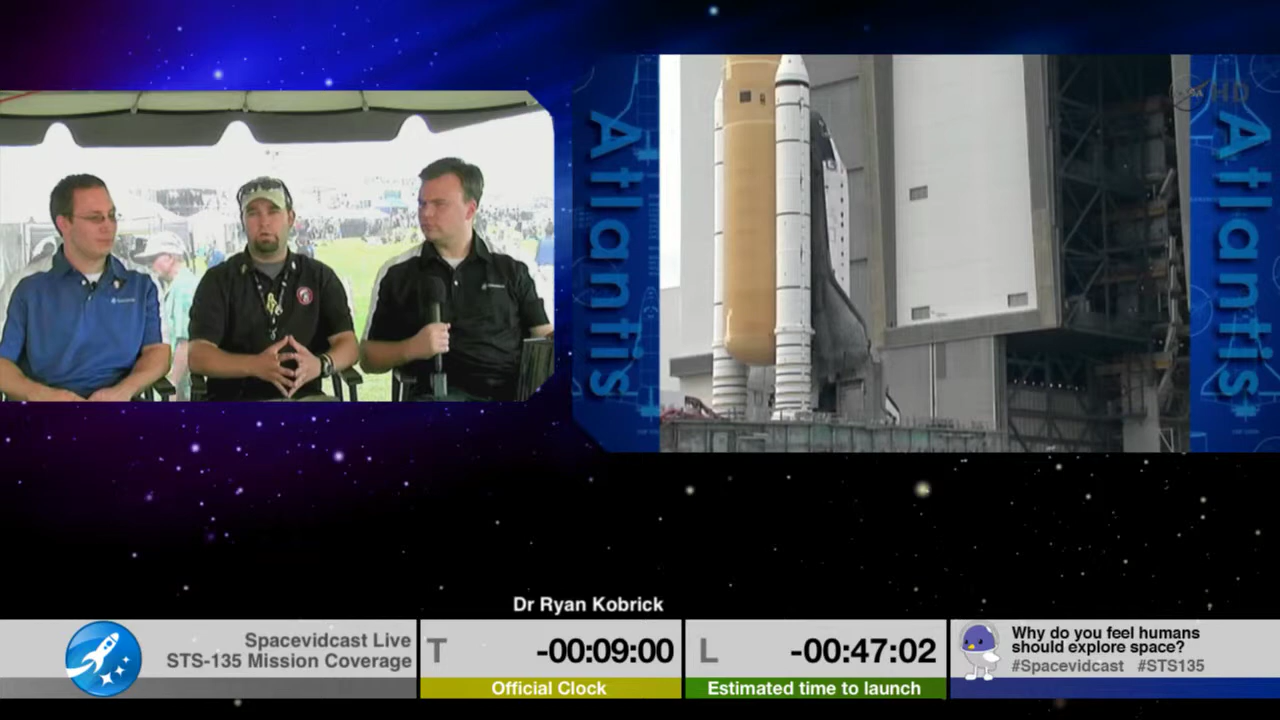 Atlantis
HD
Atlantis
Dr Ryan Kobrick
Spacevidcast Live
STS-135 Mission Coverage
T -00:09:00
Official Clock
L -00:47:02
Estimated time to launch
Why do you feel humans
should explore space?
#Spacevidcast #STS135